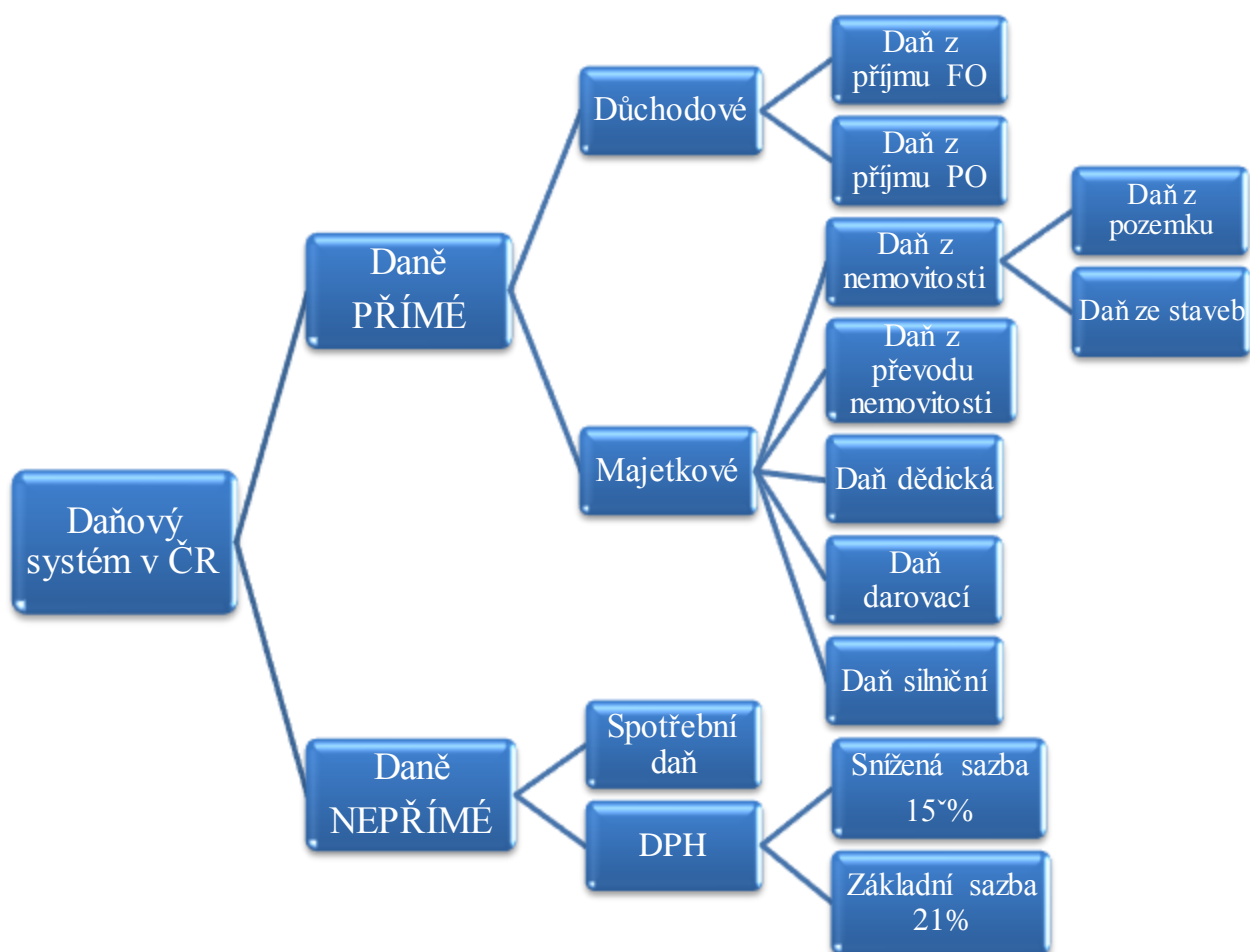 Daňový
systém v ČR
Daně
PŘÍMÉ
Důchodové
Daň z
příjmu FO
Daň z
příjmu PO
Majetkové
Daň z
nemovitosti
Daň z
pozemku
Daň ze staveb
Daň z
převodu
nemovitosti
Daň dědická
Daň
darovací
Daň silniční
Daně
NEPŘÍMÉ
Spotřební
daň
DPH
Snížená sazba
15ˇ%
Základní sazba
21%